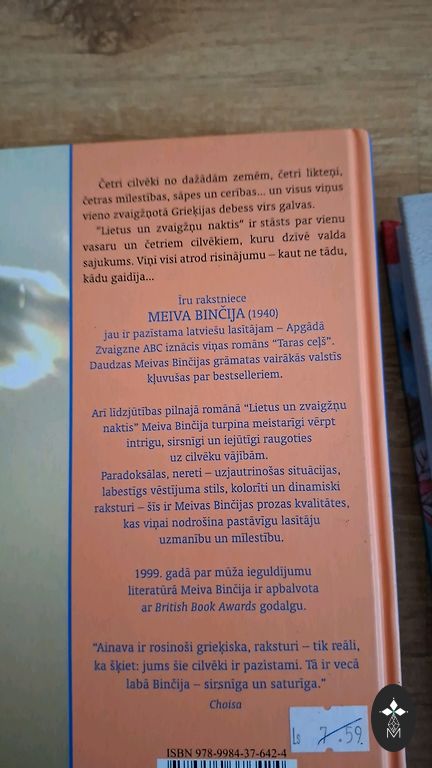 Četri cilvēki no dažādām zemēm, četri likteņi,
četras mīlestības, sāpes un cerības... un visus viņus
vieno zvaigžņotā Grieķijas debess virs galvas.
"Lietus un zvaigžņu naktis" ir stāsts par vienu
vasaru un četriem cilvēkiem, kuru dzīvē valda
sajukums. Viņi visi atrod risinājumu – kaut ne tādu,
kādu gaidīja...
Īru rakstniece
MEIVA BINČIJA (1940)
jau ir pazīstama latviešu lasītājam – Apgādā
Zvaigzne ABC iznācis viņas romāns "Taras ceļš".
Daudzas Meivas Binčijas grāmatas vairākās valstīs
kļuvušas par bestselleriem.
Arī līdzjūtības pilnajā romānā "Lietus un zvaigžņu
naktis" Meiva Binčija turpina meistarīgi vērpt
intrigu, sirsnīgi un iejūtīgi raugoties
uz cilvēku vājībām.
Paradoksālas, nereti – uzjautrinošas situācijas,
labestīgs vēstījuma stils, kolorīti un dinamiski
raksturi – šīs ir Meivas Binčijas prozas kvalitātes,
kas viņai nodrošina pastāvīgu lasītāju
uzmanību un mīlestību.
1999. gadā par mūža ieguldījumu
literatūrā Meiva Binčija ir apbalvota
ar British Book Awards godalgu.
"Ainava ir rosinoši grieķiska, raksturi – tik reāli,
ka šķiet: jums šie cilvēki ir pazīstami. Tā ir vecā
labā Binčija – sirsnīga un saturīga."
Choisa
Ls 7.59
ISBN 978-9984-37-642-4
M